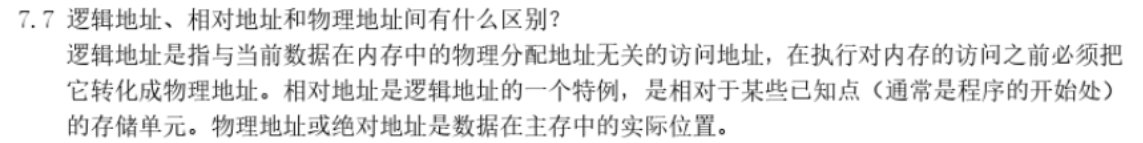 7.7 逻辑地址、相对地址和物理地址间有什么区别？
逻辑地址是指与当前数据在内存中的物理分配地址无关的访问地址，在执行对内存的访问之前必须把
它转化成物理地址。相对地址是逻辑地址的一个特例，是相对于某些已知点（通常是程序的开始处）
的存储单元。物理地址或绝对地址是数据在主存中的实际位置。